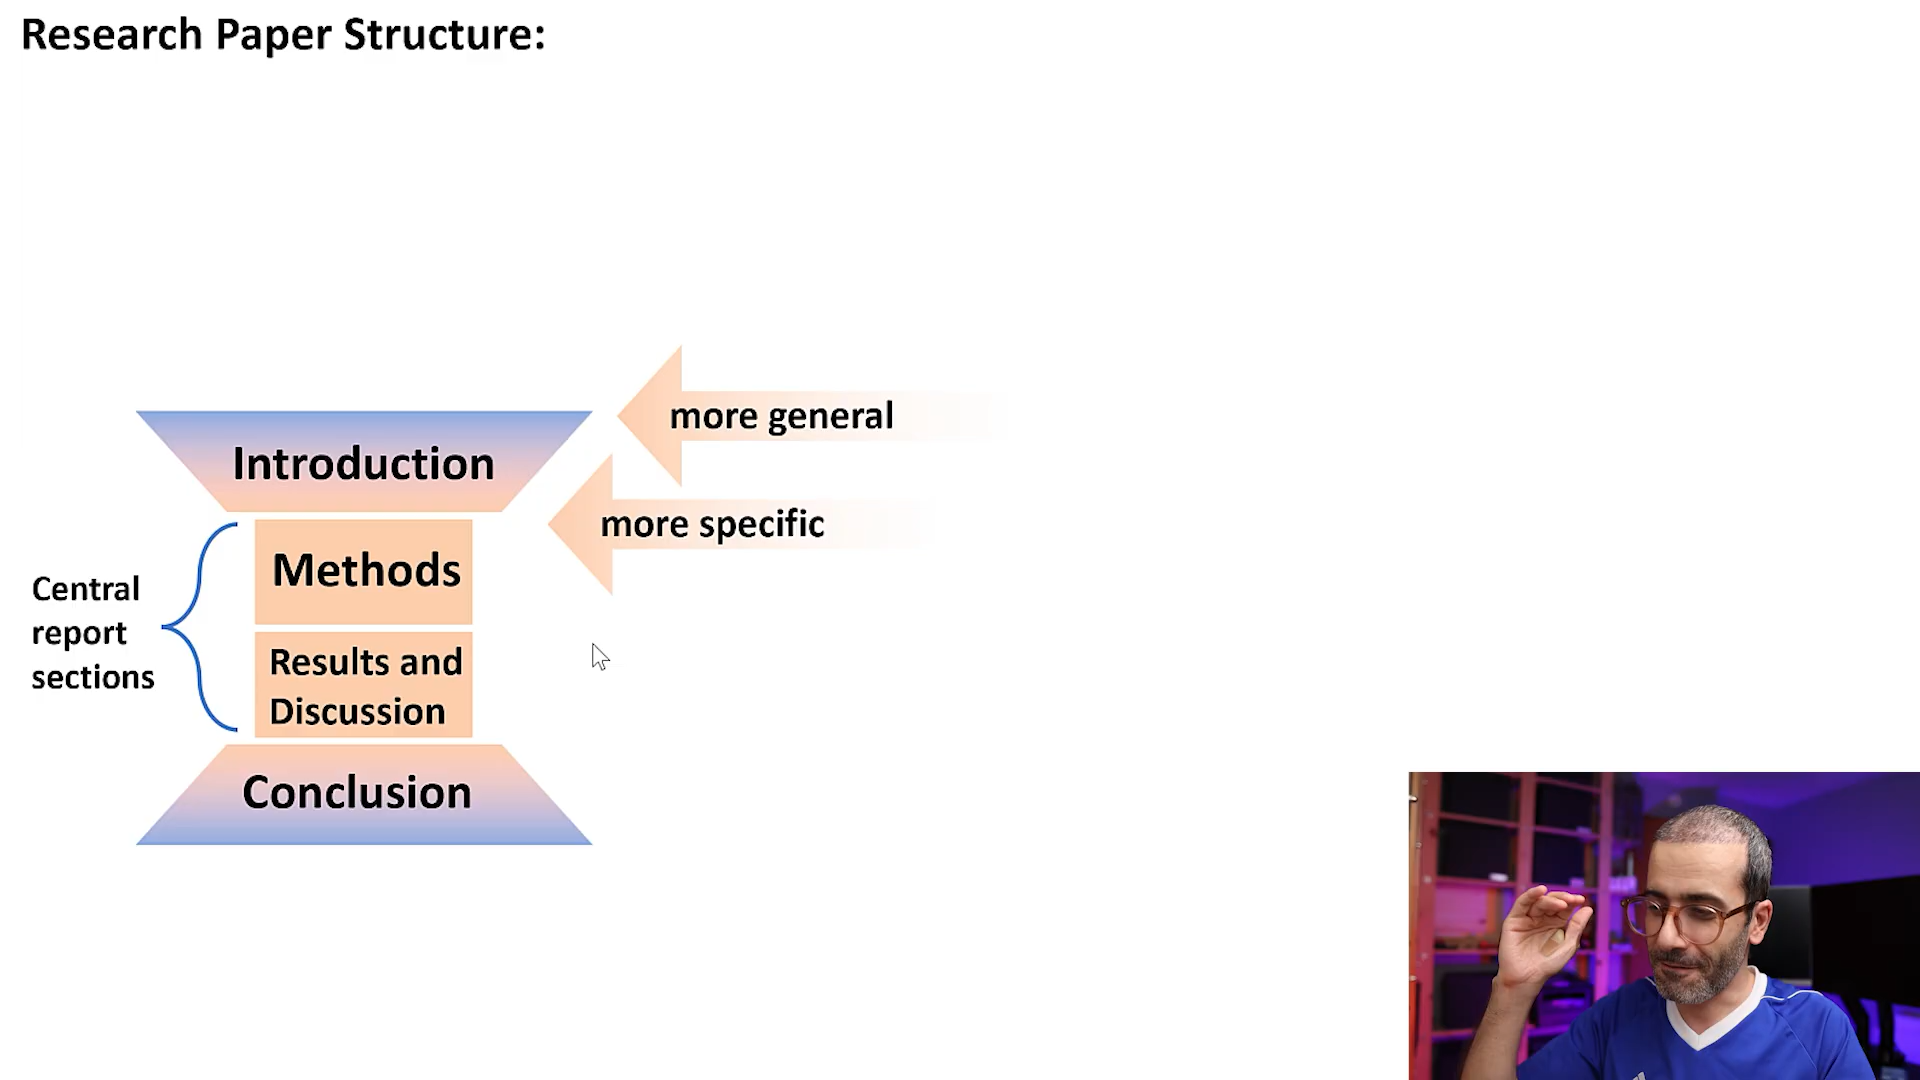 Research Paper Structure:
more general
Introduction
more specific
Methods
Central
report
sections
Results and
Discussion
Conclusion